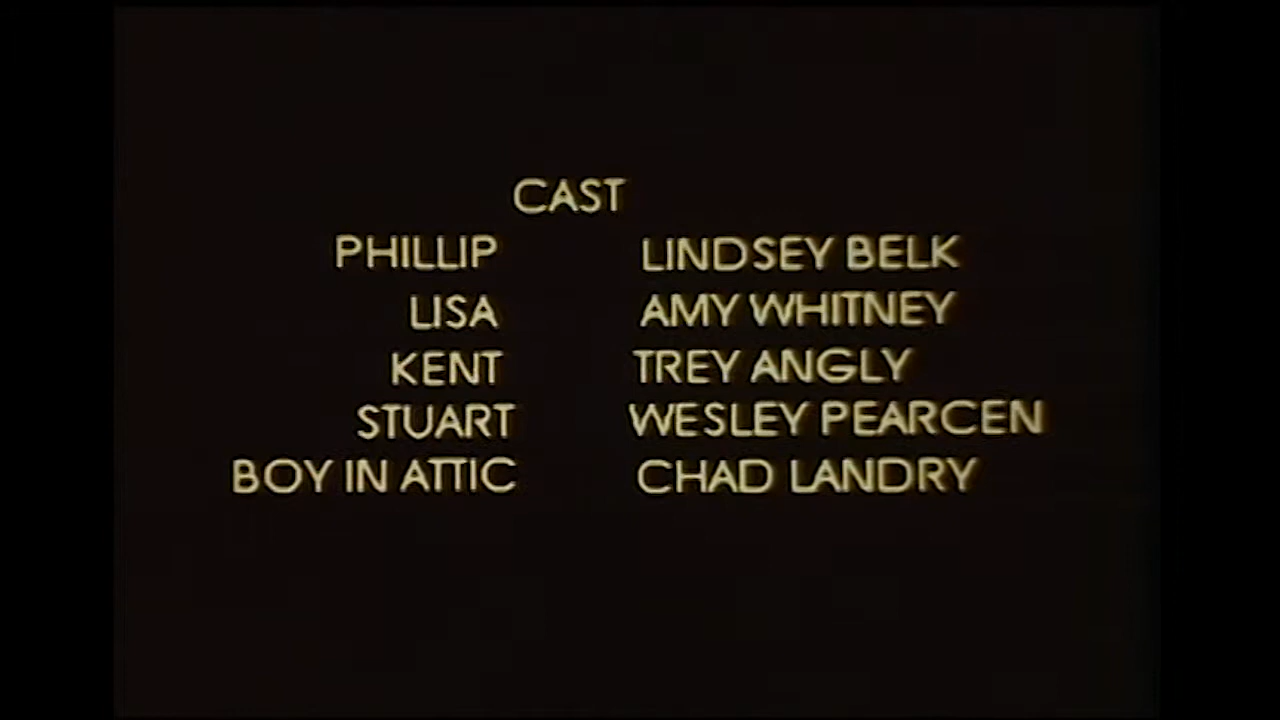 CAST
PHILLIP LINDSEY BELK
LISA AMY WHITNEY
KENT TREY ANGLY
STUART WESLEY PEARCEN
BOY IN ATTIC CHAD LANDRY